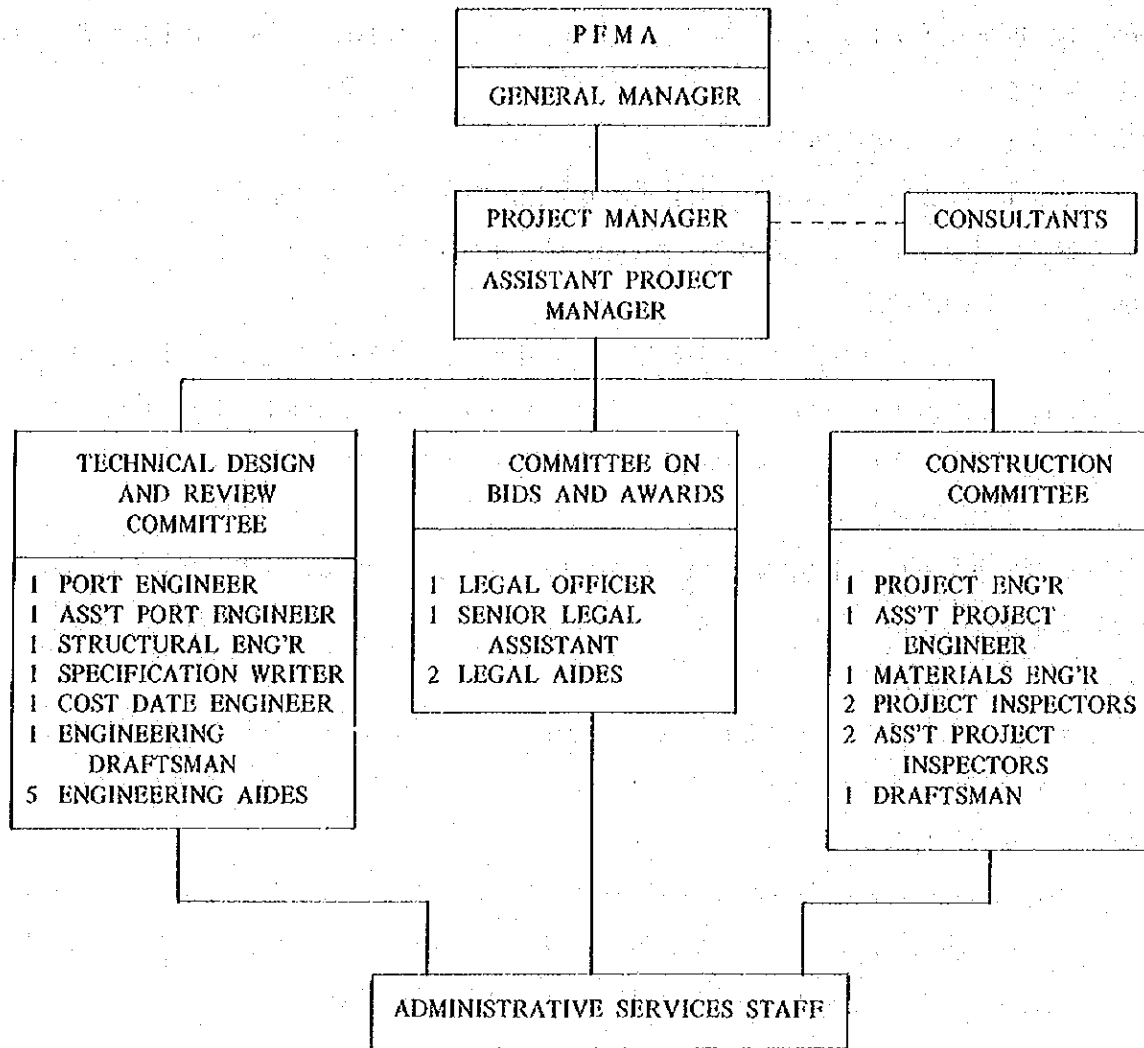 PFMA
GENERAL MANAGER
PROJECT MANAGER
CONSULTANTS
ASSISTANT PROJECT
MANAGER
TECHNICAL DESIGN
AND REVIEW
COMMITTEE
1 PORT ENGINEER
1 ASS'T PORT ENGINEER
1 STRUCTURAL ENG'R
1 SPECIFICATION WRITER
1 COST DATE ENGINEER
1 ENGINEERING
DRAFTSMAN
5 ENGINEERING AIDES
COMMITTEE ON
BIDS AND AWARDS
1 LEGAL OFFICER
1 SENIOR LEGAL
ASSISTANT
2 LEGAL AIDES
CONSTRUCTION
COMMITTEE
1 PROJECT ENG'R
1 ASS'T PROJECT
ENGINEER
1 MATERIALS ENG'R
2 PROJECT INSPECTORS
2 ASS'T PROJECT
INSPECTORS
1 DRAFTSMAN
ADMINISTRATIVE SERVICES STAFF